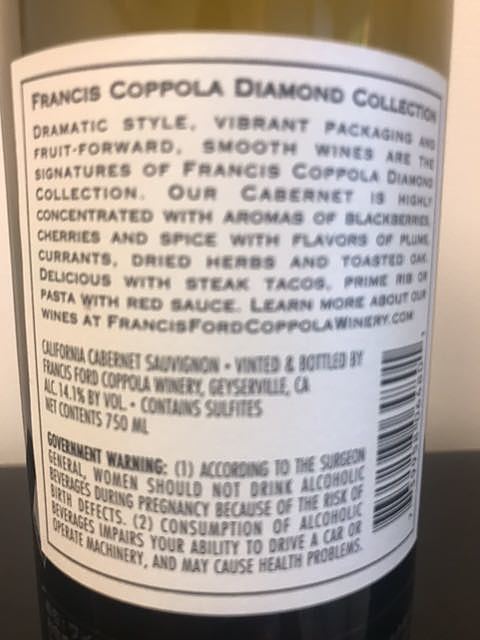 FRANCIS COPPOLA DIAMOND COLLECTION
DRAMATIC STYLE, VIBRANT PACKAGING AND
FRUIT-FORWARD, SMOOTH WINES ARE THE
SIGNATURES OF FRANCIS COPPOLA DIAMOND
COLLECTION. OUR CABERNET IS HIGHLY
CONCENTRATED WITH AROMAS OF BLACKBERRIES,
CHERRIES AND SPICE WITH FLAVORS OF PLUMS,
CURRANTS, DRIED HERBS AND TOASTED OAK.
DELICIOUS WITH STEAK TACOS, PRIME RIB OR
PASTA WITH RED SAUCE. LEARN MORE ABOUT OUR
WINES AT FRANCISFORDCOPPOLAWINERY.COM
CALIFORNIA CABERNET SAUVIGNON • VINTED & BOTTLED BY
FRANCIS FORD COPPOLA WINERY, GEYSERVILLE, CA
ALC. 14.1% BY VOL. • CONTAINS SULFITES
NET CONTENTS 750 ML
GOVERNMENT WARNING: (1) ACCORDING TO THE SURGEON
GENERAL, WOMEN SHOULD NOT DRINK ALCOHOLIC
BEVERAGES DURING PREGNANCY BECAUSE OF THE RISK OF
BIRTH DEFECTS. (2) CONSUMPTION OF ALCOHOLIC
BEVERAGES IMPAIRS YOUR ABILITY TO DRIVE A CAR OR
OPERATE MACHINERY, AND MAY CAUSE HEALTH PROBLEMS.